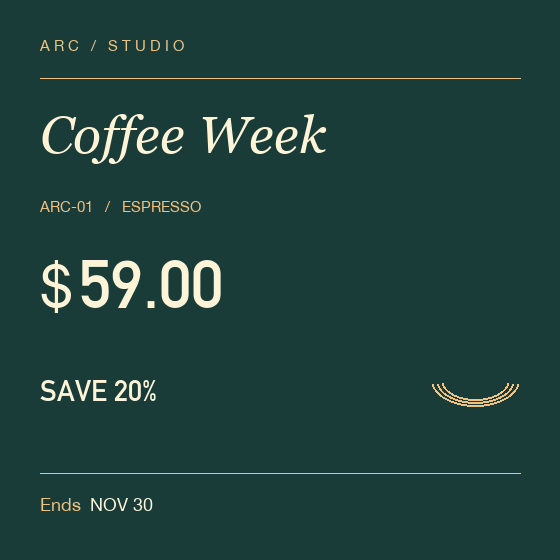 ARC / STUDIO
Coffee Week
ARC-01 / ESPRESSO
$59.00
SAVE 20%
Ends NOV 30